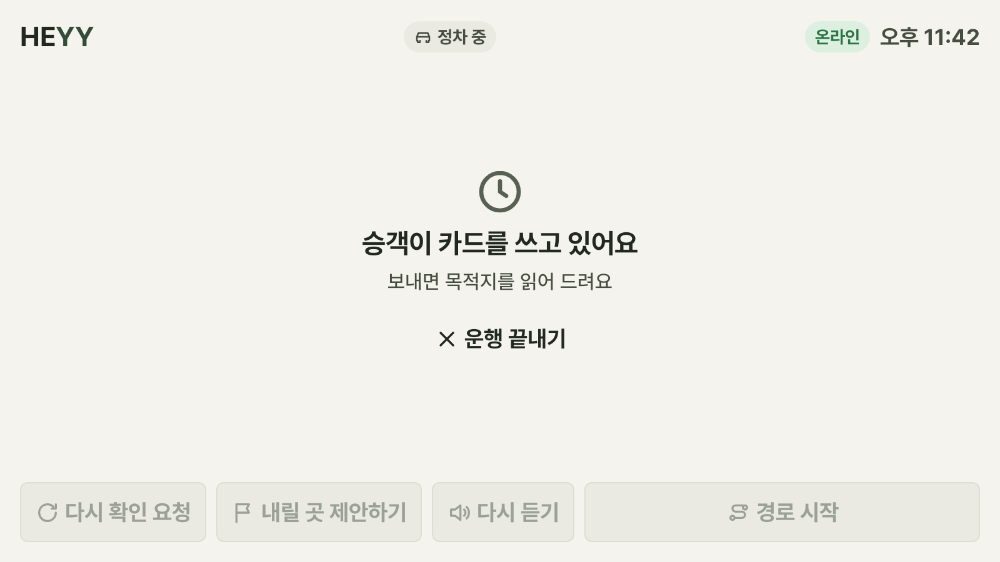 HEYY
정차 중
온라인 오후 11:42
승객이 카드를 쓰고 있어요
보내면 목적지를 읽어 드려요
운행 끝내기
다시 확인 요청
내릴 곳 제안하기
다시 듣기
경로 시작